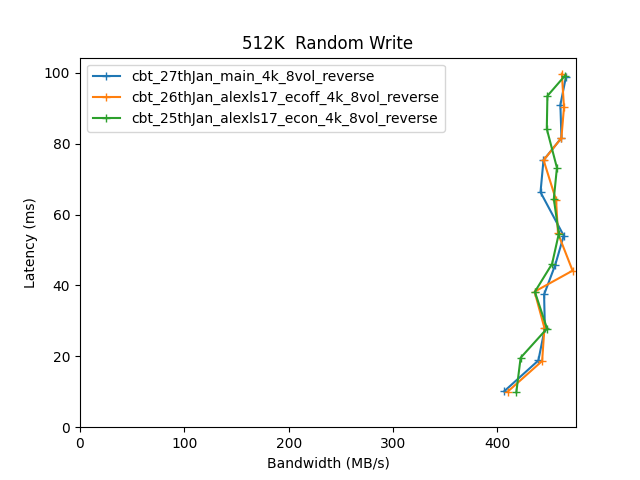 512K  Random Write
cbt_27thJan_main_4k_8vol_reverse
cbt_26thJan_alexls17_ecoff_4k_8vol_reverse
cbt_25thJan_alexls17_econ_4k_8vol_reverse
100
80
60
40
20
0
Latency (ms)
0 100 200 300 400
Bandwidth (MB/s)